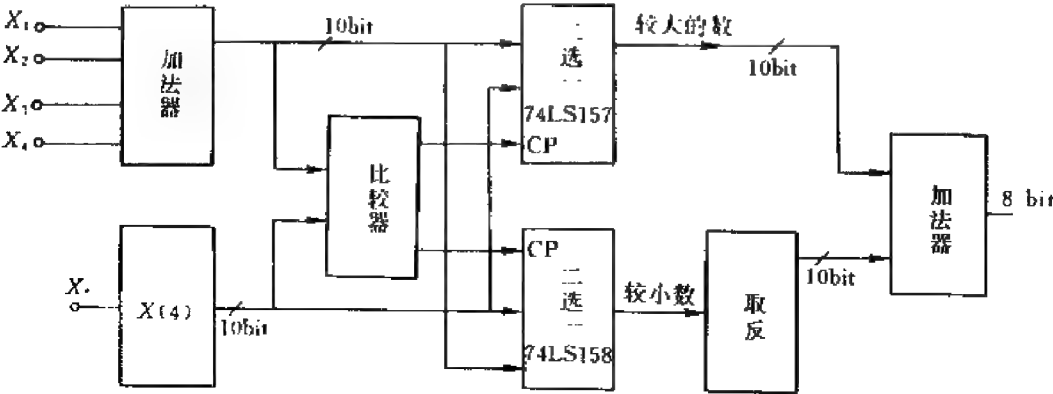 X₁
X₂
X₃
X₄
加法器
10bit
二选一
74LS157
CP
较大的数
10bit
比较器
加法器
8 bit
X.
X(4)
10bit
CP
二选一
74LS158
较小数
取反
10bit